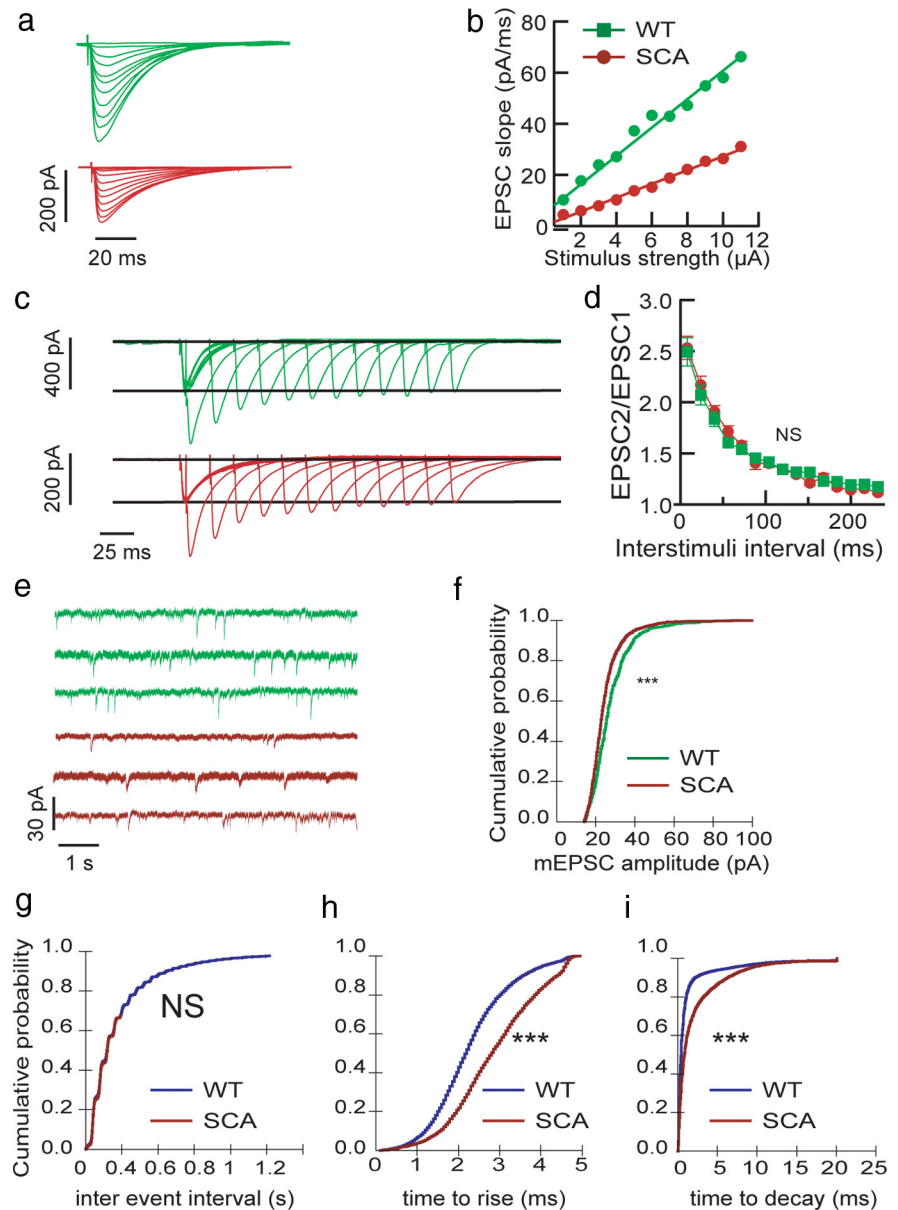 a
200 pA
20 ms
b
WT
SCA
EPSC slope (pA/ms)
80
60
40
20
0
2 4 6 8 10 12
Stimulus strength (µA)
c
400 pA
200 pA
25 ms
d
EPSC2/EPSC1
3.0
2.5
2.0
1.5
1.0
NS
0 100 200
Interstimuli interval (ms)
e
30 pA
1 s
f
Cumulative probability
1.0
0.8
0.6
0.4
0.2
0.0
***
WT
SCA
0 20 40 60 80 100
mEPSC amplitude (pA)
g
Cumulative probability
1.0
0.8
0.6
0.4
0.2
0.0
NS
WT
SCA
0 0.4 0.8 1 1.2
inter event interval (s)
h
1.0
0.8
0.6
0.4
0.2
0.0
***
WT
SCA
0 1 2 3 4 5
time to rise (ms)
i
1.0
0.8
0.6
0.4
0.2
0.0
***
WT
SCA
0 5 10 15 20 25
time to decay (ms)